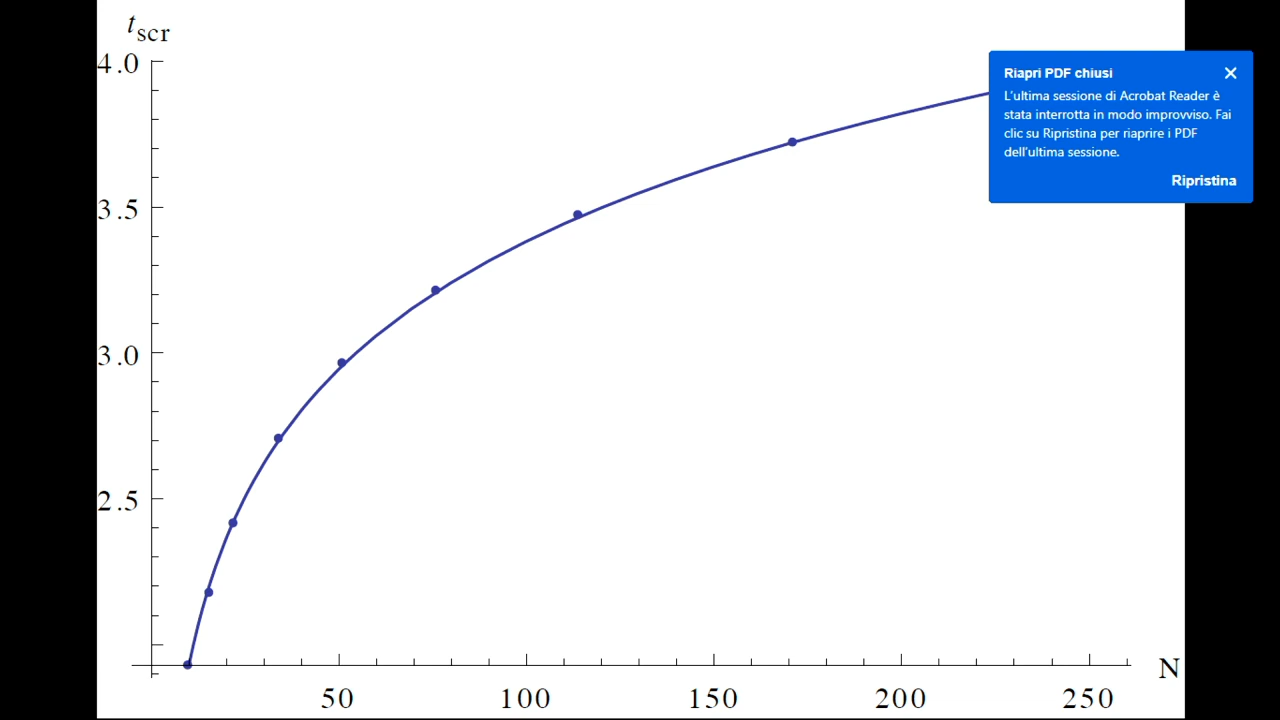 t scr
4.0
3.5
3.0
2.5
50 100 150 200 250
N
Riapri PDF chiusi
L'ultima sessione di Acrobat Reader è
stata interrotta in modo improvviso. Fai
clic su Ripristina per riaprire i PDF
dell'ultima sessione.
Ripristina